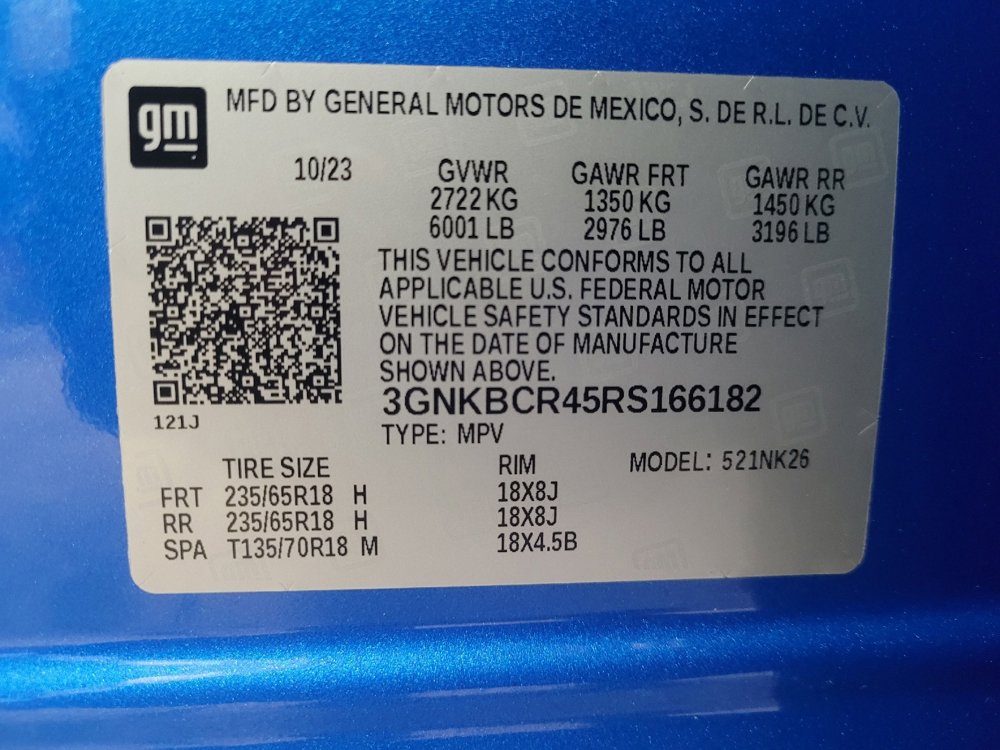 gm
MFD BY GENERAL MOTORS DE MEXICO, S. DE R.L. DE C.V.
10/23 GVWR GAWR FRT GAWR RR
2722 KG 1350 KG 1450 KG
6001 LB 2976 LB 3196 LB
THIS VEHICLE CONFORMS TO ALL
APPLICABLE U.S. FEDERAL MOTOR
VEHICLE SAFETY STANDARDS IN EFFECT
ON THE DATE OF MANUFACTURE
SHOWN ABOVE.
3GNKBCR45RS166182
121J
TYPE: MPV
TIRE SIZE RIM MODEL: 521NK26
FRT 235/65R18 H 18X8J
RR 235/65R18 H 18X8J
SPA T135/70R18 M 18X4.5B